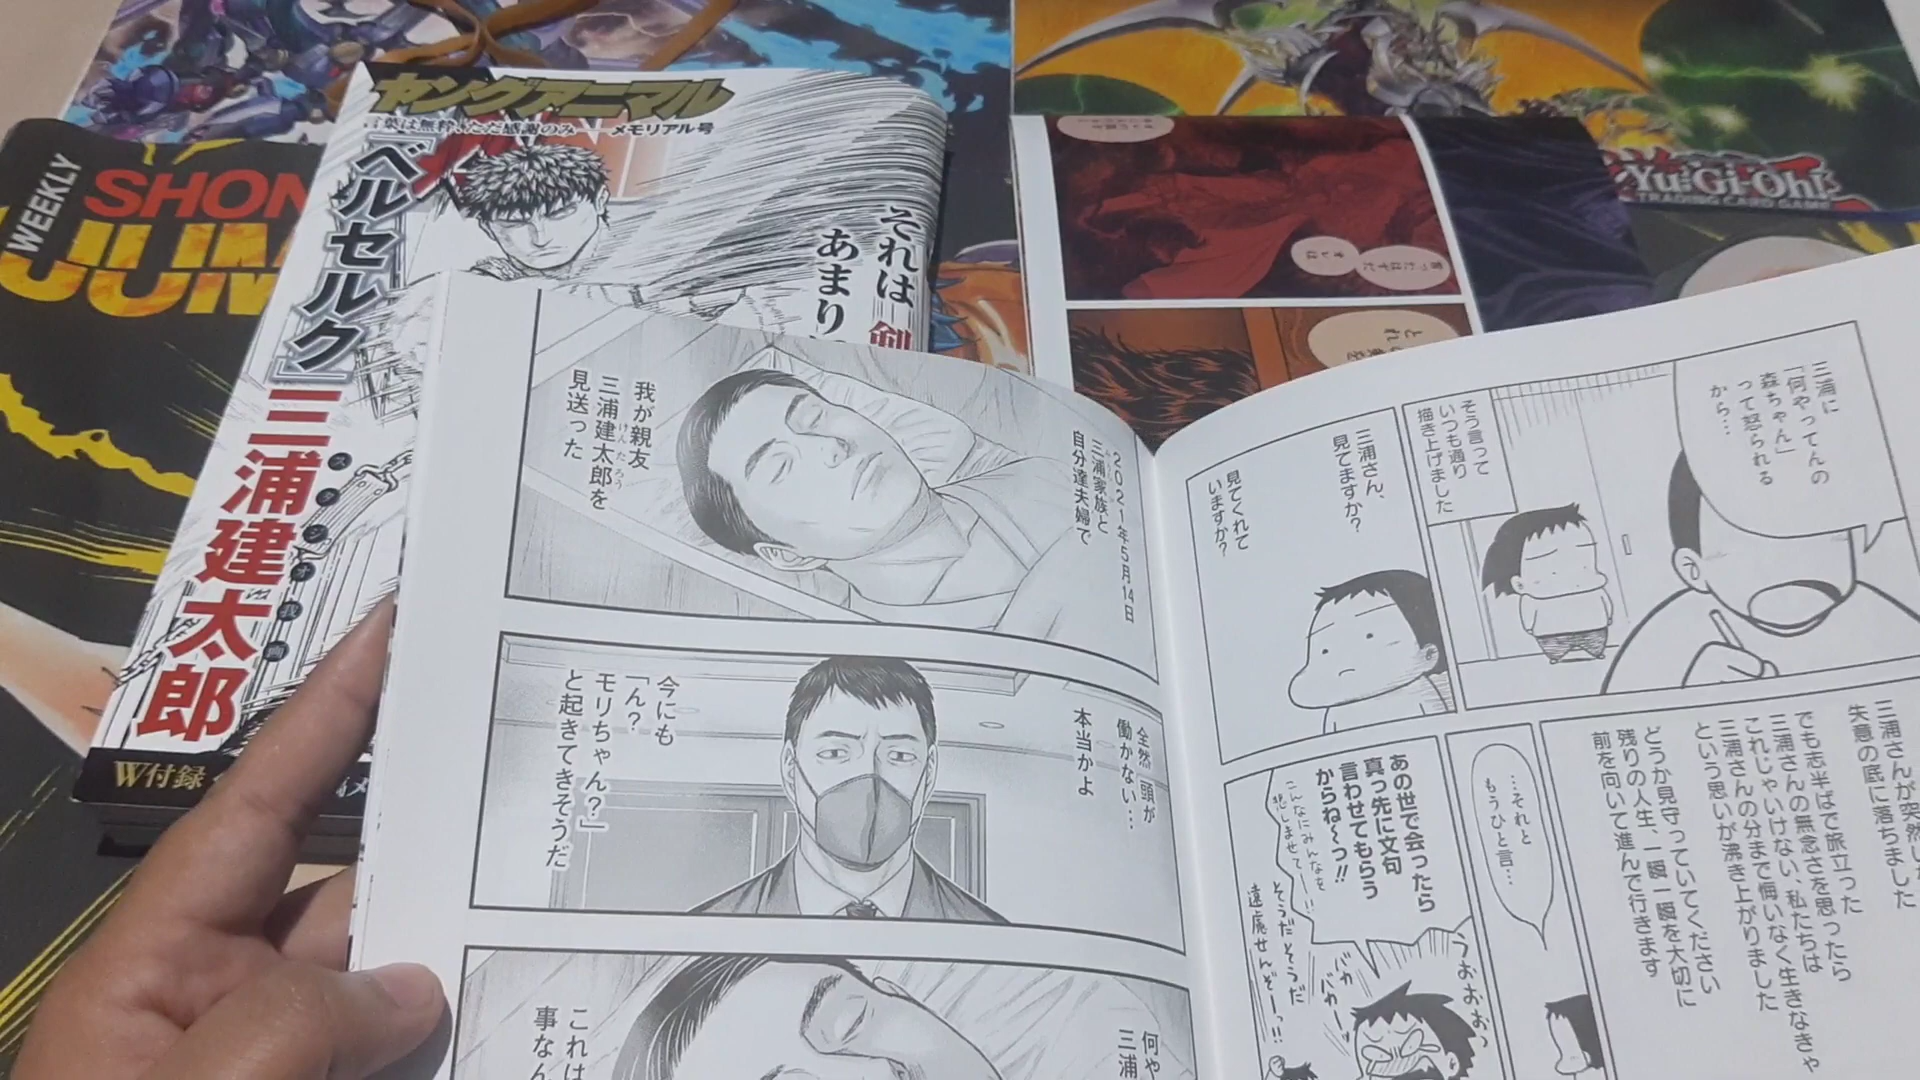 ヤングアニマル
言葉は無粋、ただ感謝のみ──メモリアル号
『ベルセルク』三浦建太郎
スタジオ我画
それは
剣
あまり
W付録
WEEKLY
SHON
JUM
Yu-Gi-Oh!
TRADING CARD GAME
オレは
三浦に
「何やってんの
森ちゃん」
って怒られる
から…
そう言って
いつも通り
描き上げました
三浦さん、
見てますか?
見てくれて
いますか?
三浦さんが突然
失意の底に落ちました
でも志半ばで旅立った
三浦さんの無念さを思ったら
これじゃいけない、私たちは
三浦さんの分まで悔いなく生きなきゃ
という思いが沸き上がりました
どうか見守っていてください
残りの人生、一瞬一瞬を大切に
前を向いて進んで行きます
…それと
もうひと言…
あの世で会ったら
真っ先に文句
言わせてもらう
からね〜っ!!
こんなにみんなを
悲しませて〜!!
そうだそうだ
遠慮せんぞーっ!!
バカ
バカー
うおおお
2021年5月14日
三浦家族と
自分達夫婦で
我が親友
三浦建太郎を
けんたろう
見送った
全然 頭が
働かない…
本当かよ
今にも
「ん?
モリちゃん?」
と起きてきそうだ
何や
三浦
これは
事なん